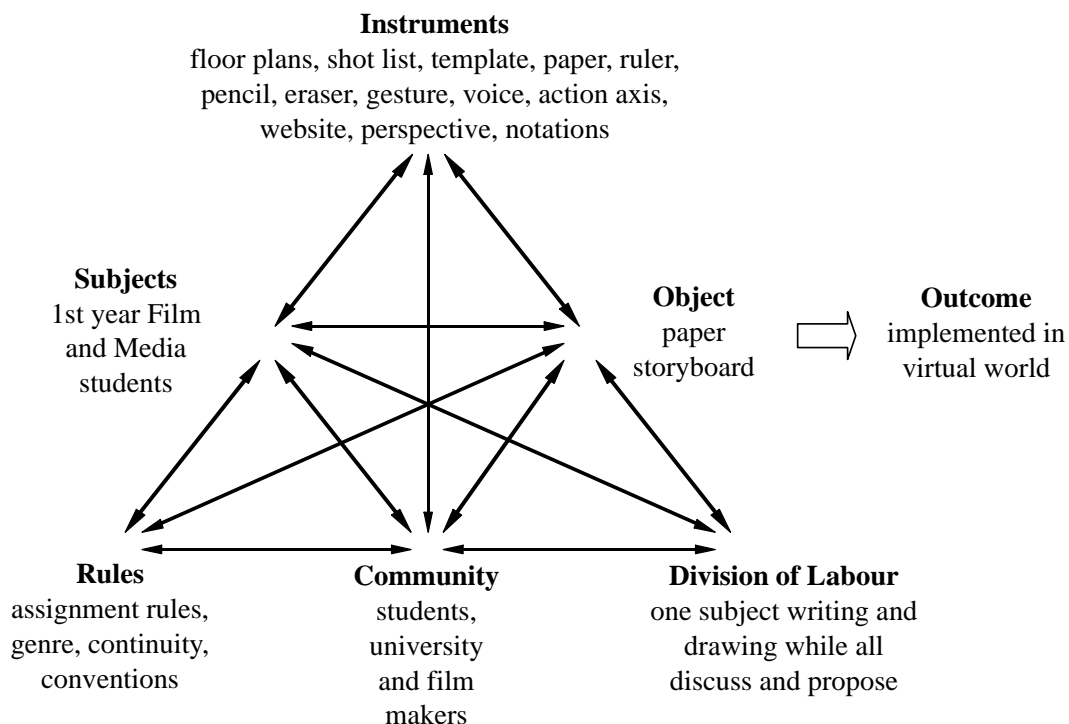 Instruments
floor plans, shot list, template, paper, ruler,
pencil, eraser, gesture, voice, action axis,
website, perspective, notations
Subjects
1st year Film
and Media
students
Object
paper
storyboard
Outcome
implemented in
virtual world
Rules
assignment rules,
genre, continuity,
conventions
Community
students,
university
and film
makers
Division of Labour
one subject writing and
drawing while all
discuss and propose